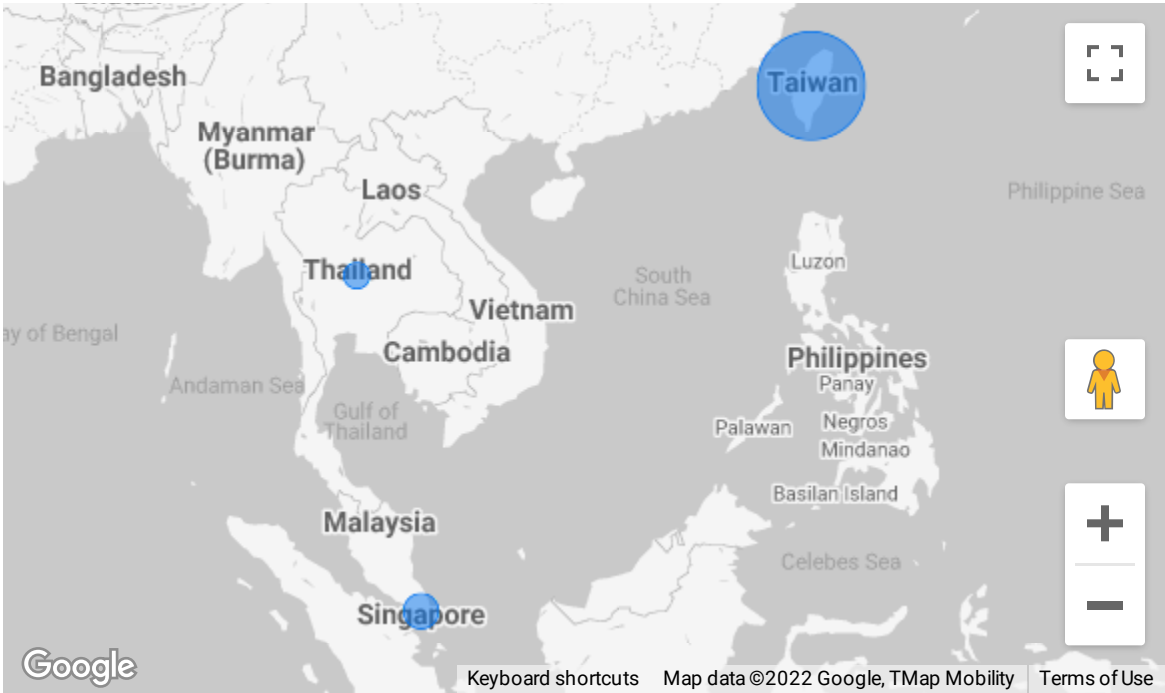 Bangladesh
Taiwan
Myanmar
(Burma)
Laos
Philippine Sea
Luzon
Thailand
South
China Sea
Vietnam
ay of Bengal
Cambodia
Philippines
Andaman Sea
Panay
Gulf of
Thailand
Palawan
Negros
Mindanao
Basilan Island
Malaysia
Celebes Sea
Singapore
Google
Keyboard shortcuts
Map data ©2022 Google, TMap Mobility
Terms of Use